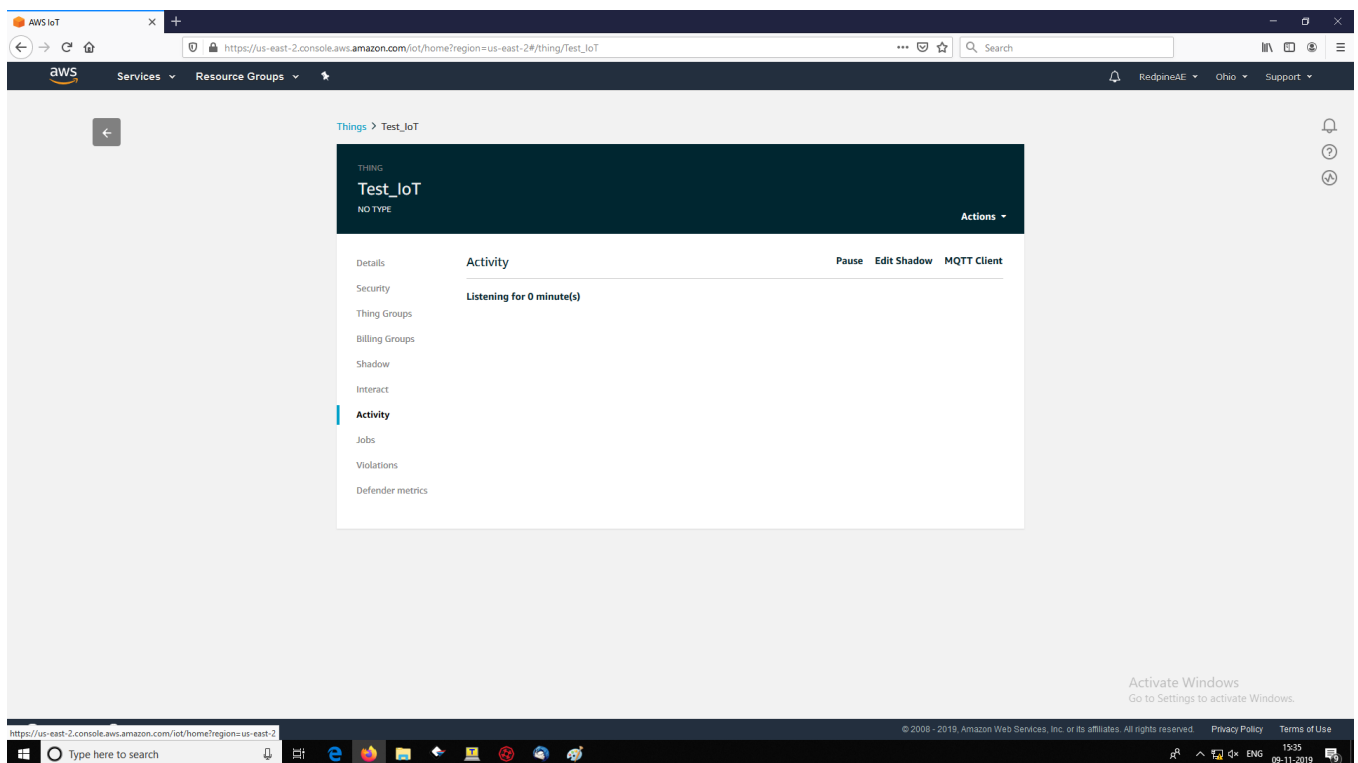 AWS IoT
https://us-east-2.console.aws.amazon.com/iot/home?region=us-east-2#/thing/Test_IoT
Search
aws Services Resource Groups RedpineAE Ohio Support
Things > Test_IoT
THING
Test_IoT
NO TYPE
Actions
Details
Security
Thing Groups
Billing Groups
Shadow
Interact
Activity
Jobs
Violations
Defender metrics
Activity Pause Edit Shadow MQTT Client
Listening for 0 minute(s)
Activate Windows
Go to Settings to activate Windows.
© 2008 - 2019, Amazon Web Services, Inc. or its affiliates. All rights reserved. Privacy Policy Terms of Use
https://us-east-2.console.aws.amazon.com/iot/home?region=us-east-2
Type here to search
ENG
15:35
09-11-2019